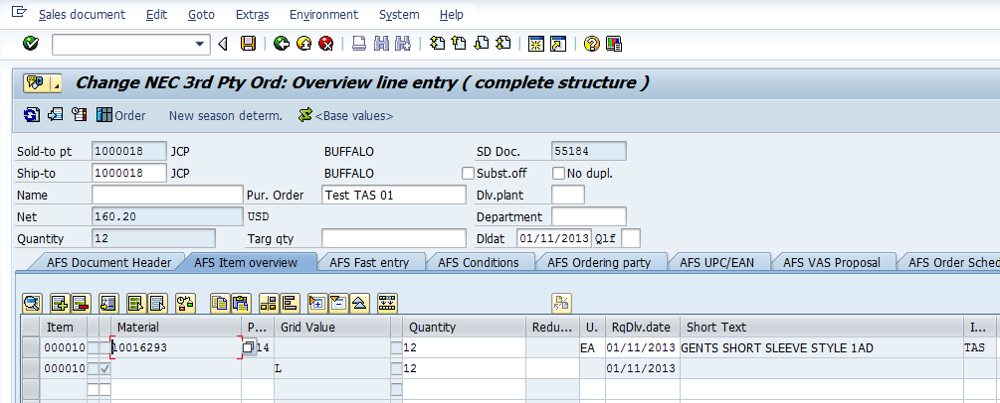 Sales document Edit Goto Extras Environment System Help
Change NEC 3rd Pty Ord: Overview line entry ( complete structure )
Order New season determ. <Base values>
Sold-to pt 1000018 JCP BUFFALO SD Doc. 55184
Ship-to 1000018 JCP BUFFALO Subst.off No dupl.
Name Pur. Order Test TAS 01 Dlv.plant
Net 160.20 USD Department
Quantity 12 Targ qty Dldat 01/11/2013 Qlf
AFS Document Header AFS Item overview AFS Fast entry AFS Conditions AFS Ordering party AFS UPC/EAN AFS VAS Proposal AFS Order Sched
Item Material P... Grid Value Quantity Redu... U. RqDlv.date Short Text I...
000010 10016293 14 12 EA 01/11/2013 GENTS SHORT SLEEVE STYLE 1AD TAS
000010 L 12 01/11/2013